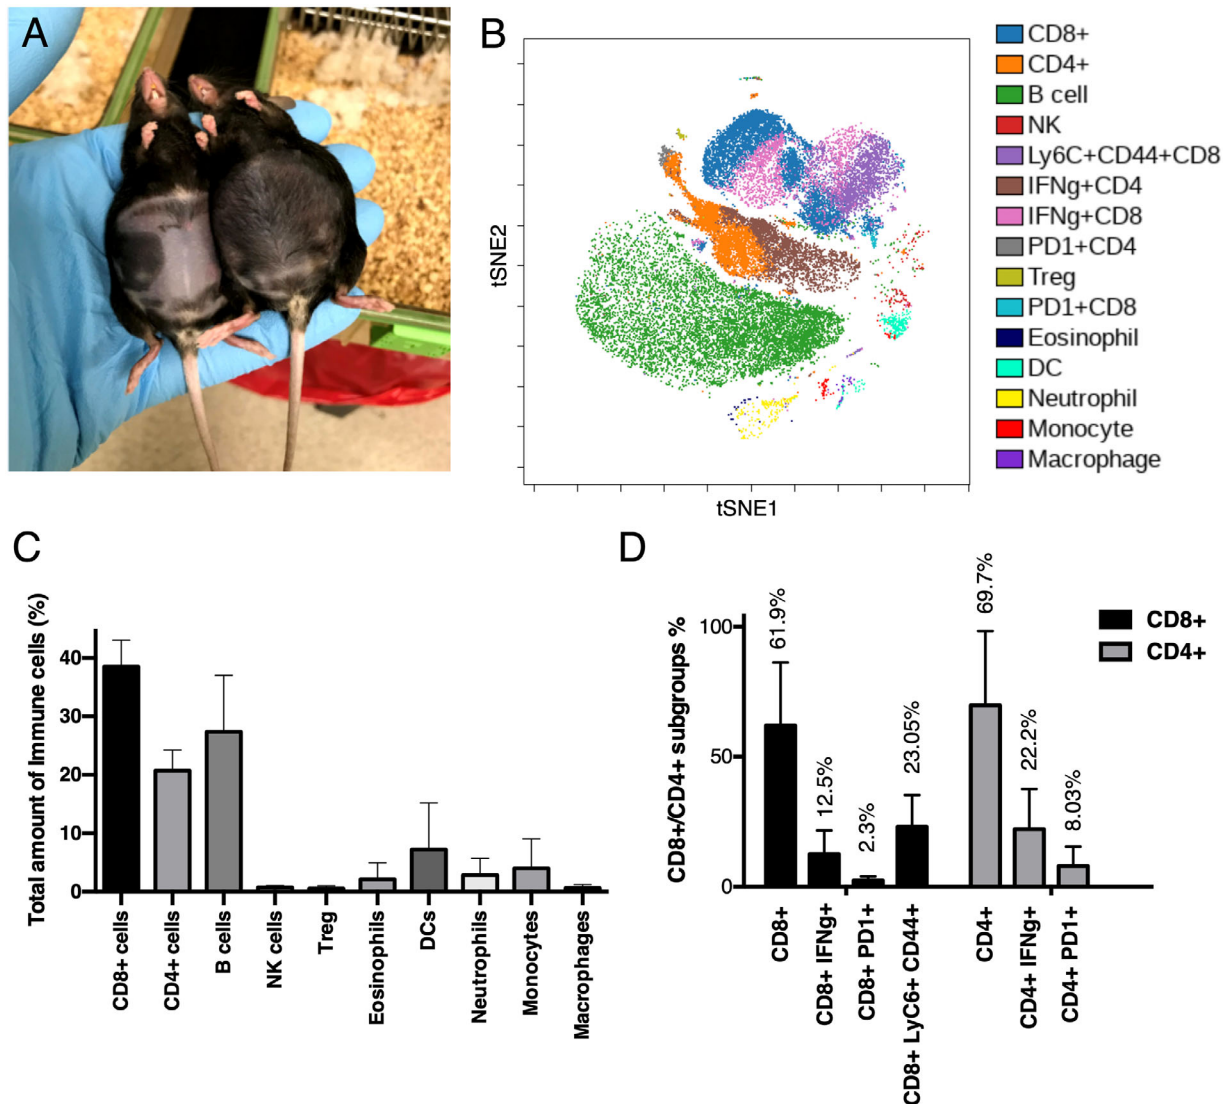 A
B
CD8+
CD4+
B cell
NK
Ly6C+CD44+CD8
IFNg+CD4
IFNg+CD8
PD1+CD4
Treg
PD1+CD8
Eosinophil
DC
Neutrophil
Monocyte
Macrophage
tSNE2
tSNE1
C
Total amount of Immune cells (%)
40
30
20
10
0
CD8+ cells
CD4+ cells
B cells
NK cells
Treg
Eosinophils
DCs
Neutrophils
Monocytes
Macrophages
D
CD8+/CD4+ subgroups %
100
50
0
61.9%
12.5%
2.3%
23.05%
69.7%
22.2%
8.03%
CD8+
CD4+
CD8+
CD8+ IFNg+
CD8+ PD1+
CD8+ LyC6+ CD44+
CD4+
CD4+ IFNg+
CD4+ PD1+